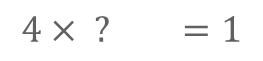 4 × ? = 1